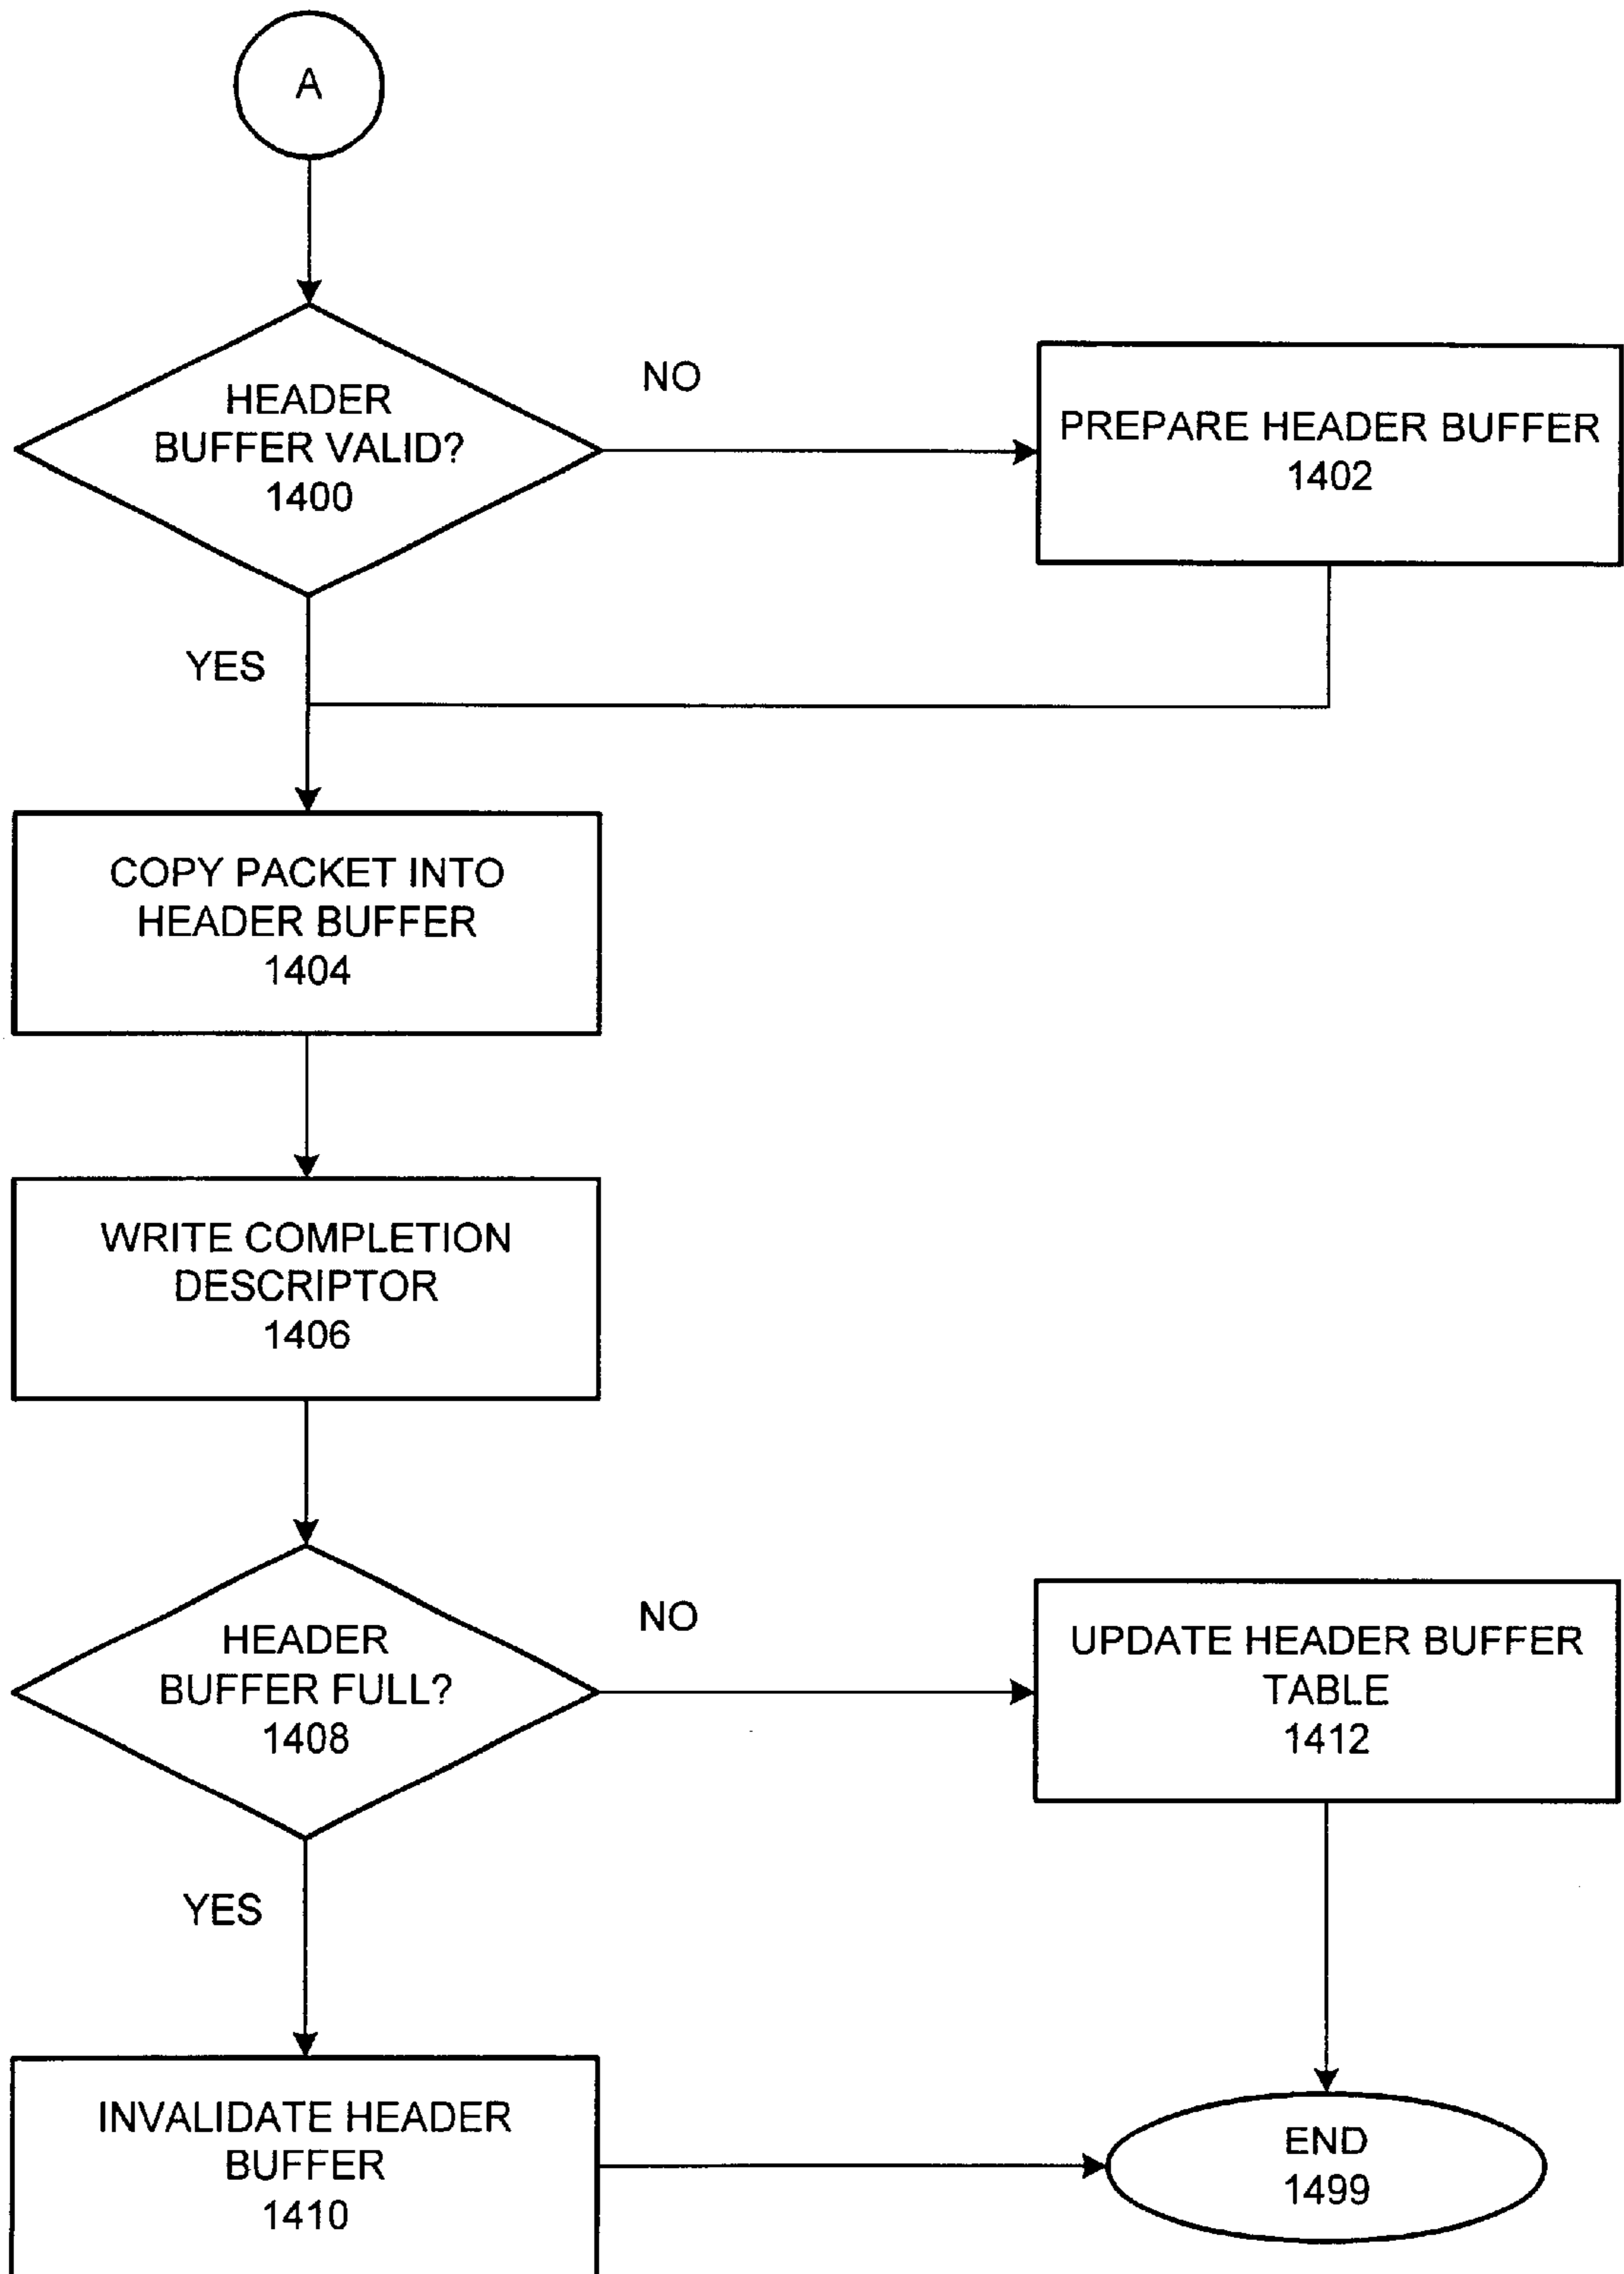 A
HEADER
BUFFER VALID?
1400
NO
PREPARE HEADER BUFFER
1402
YES
COPY PACKET INTO
HEADER BUFFER
1404
WRITE COMPLETION
DESCRIPTOR
1406
HEADER
BUFFER FULL?
1408
NO
UPDATE HEADER BUFFER
TABLE
1412
YES
INVALIDATE HEADER
BUFFER
1410
END
1499